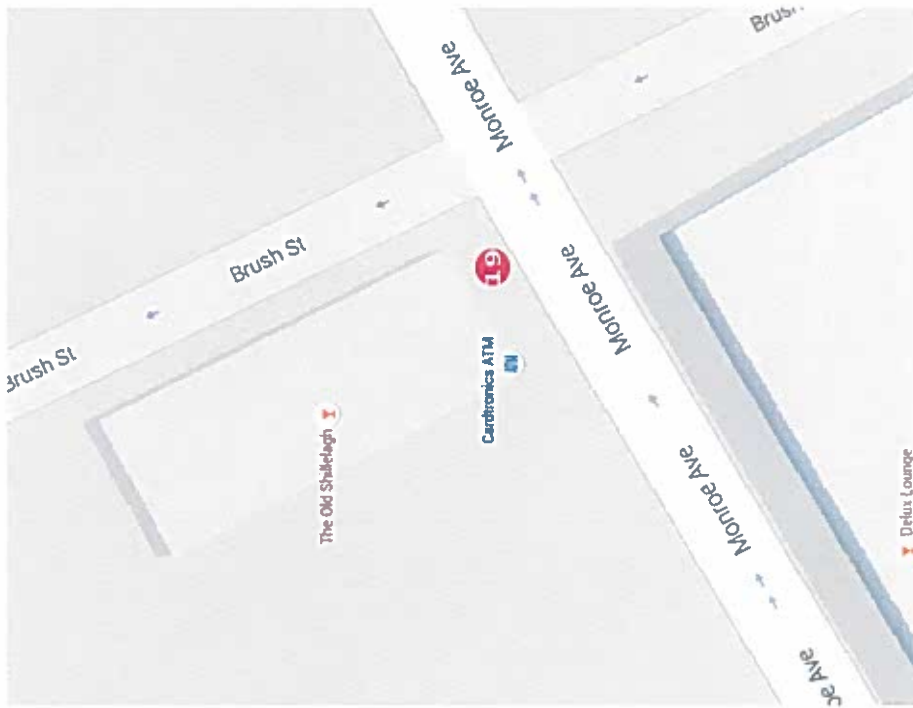 Brush
Monroe Ave
Brush St
Monroe Ave
19
Brush St
Cardtronics ATM
The Old Shillelagh
Monroe Ave
Delux Lounge
oe Ave